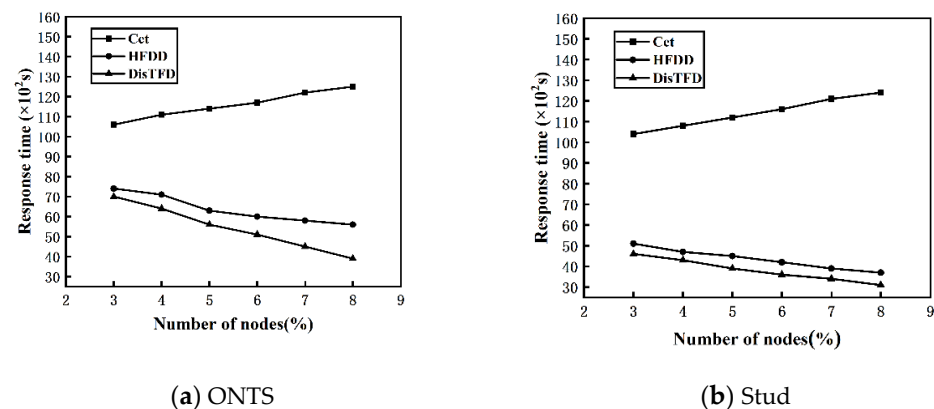 160
150
140
130
120
110
100
90
80
70
60
50
40
30
Response time (×10²s)
Cct
HFDD
DisTFD
2 3 4 5 6 7 8 9
Number of nodes(%)
(a) ONTS
160
150
140
130
120
110
100
90
80
70
60
50
40
30
Response time (×10²s)
Cct
HFDD
DisTFD
2 3 4 5 6 7 8 9
Number of nodes(%)
(b) Stud